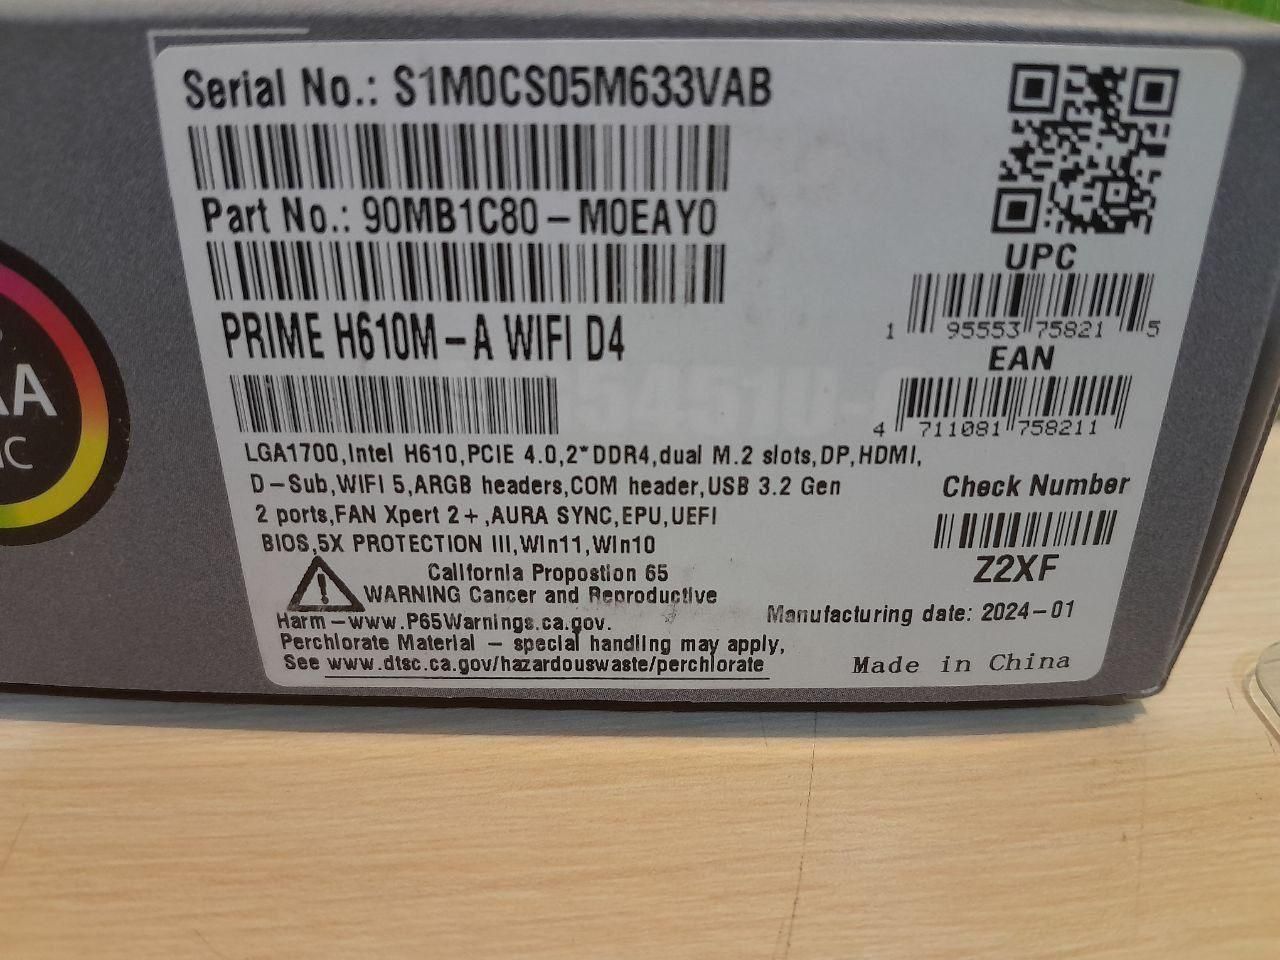 Serial No.: S1M0CS05M633VAB
Part No.: 90MB1C80-M0EAY0
PRIME H610M-A WIFI D4
LGA1700,Intel H610,PCIE 4.0,2*DDR4,dual M.2 slots,DP,HDMI,
D-Sub,WIFI 5,ARGB headers,COM header,USB 3.2 Gen
2 ports,FAN Xpert 2+,AURA SYNC,EPU,UEFI
BIOS,5X PROTECTION III,Win11,Win10
California Propostion 65
WARNING Cancer and Reproductive
Harm-www.P65Warnings.ca.gov.
Perchlorate Material - special handling may apply,
See www.dtsc.ca.gov/hazardouswaste/perchlorate
UPC
1 95553 75821 5
EAN
4 711081 758211
Check Number
Z2XF
Manufacturing date: 2024-01
Made in China